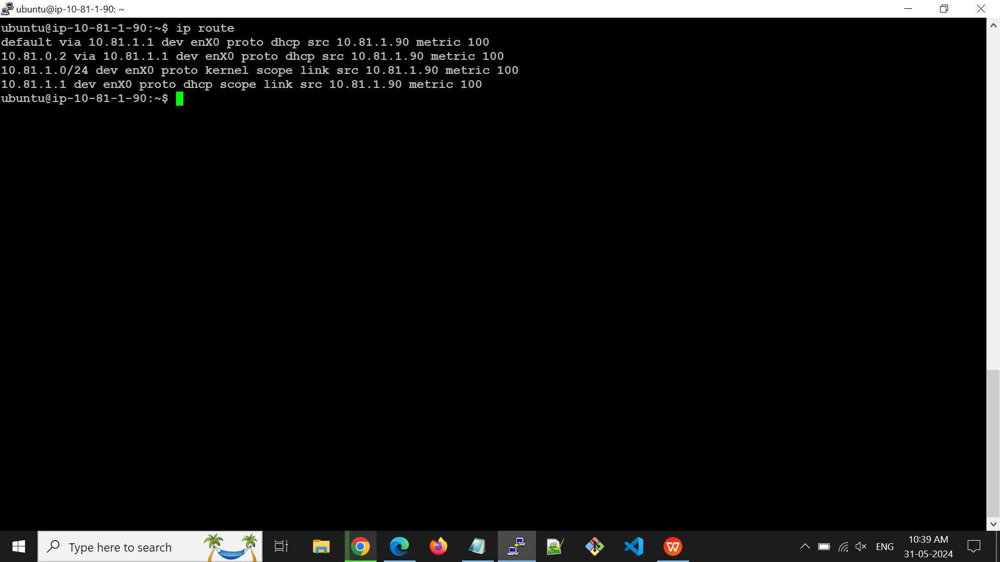 ubuntu@ip-10-81-1-90: ~
ubuntu@ip-10-81-1-90:~$ ip route
default via 10.81.1.1 dev enX0 proto dhcp src 10.81.1.90 metric 100
10.81.0.2 via 10.81.1.1 dev enX0 proto dhcp src 10.81.1.90 metric 100
10.81.1.0/24 dev enX0 proto kernel scope link src 10.81.1.90 metric 100
10.81.1.1 dev enX0 proto dhcp scope link src 10.81.1.90 metric 100
ubuntu@ip-10-81-1-90:~$
Type here to search
W
ENG
10:39 AM
31-05-2024